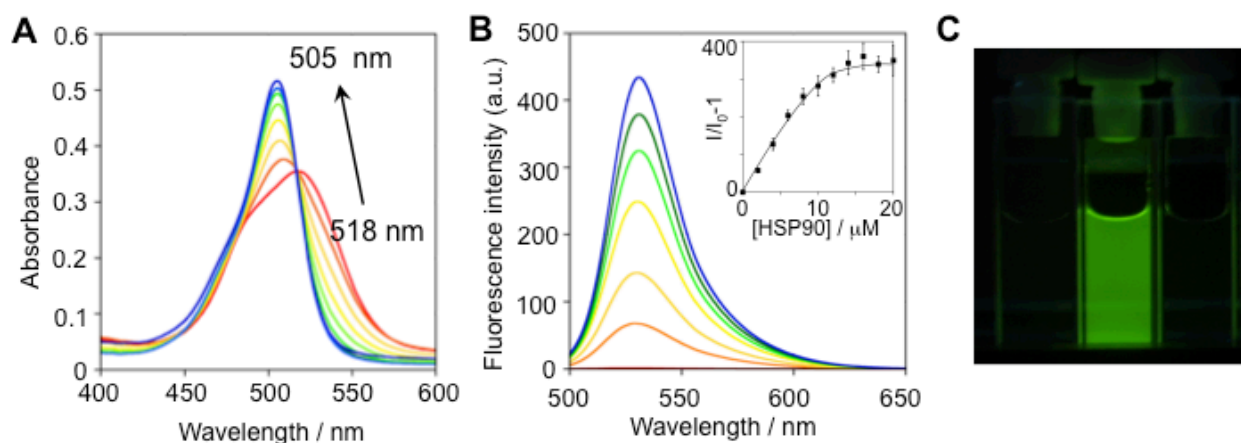 A
0.6
0.5
0.4
0.3
0.2
0.1
0
Absorbance
505 nm
518 nm
400
450
500
550
600
Wavelength / nm
B
500
400
300
200
100
0
Fluorescence intensity (a.u.)
500
550
600
650
Wavelength / nm
400
0
I/I0-1
0
10
20
[HSP90] / μM
C